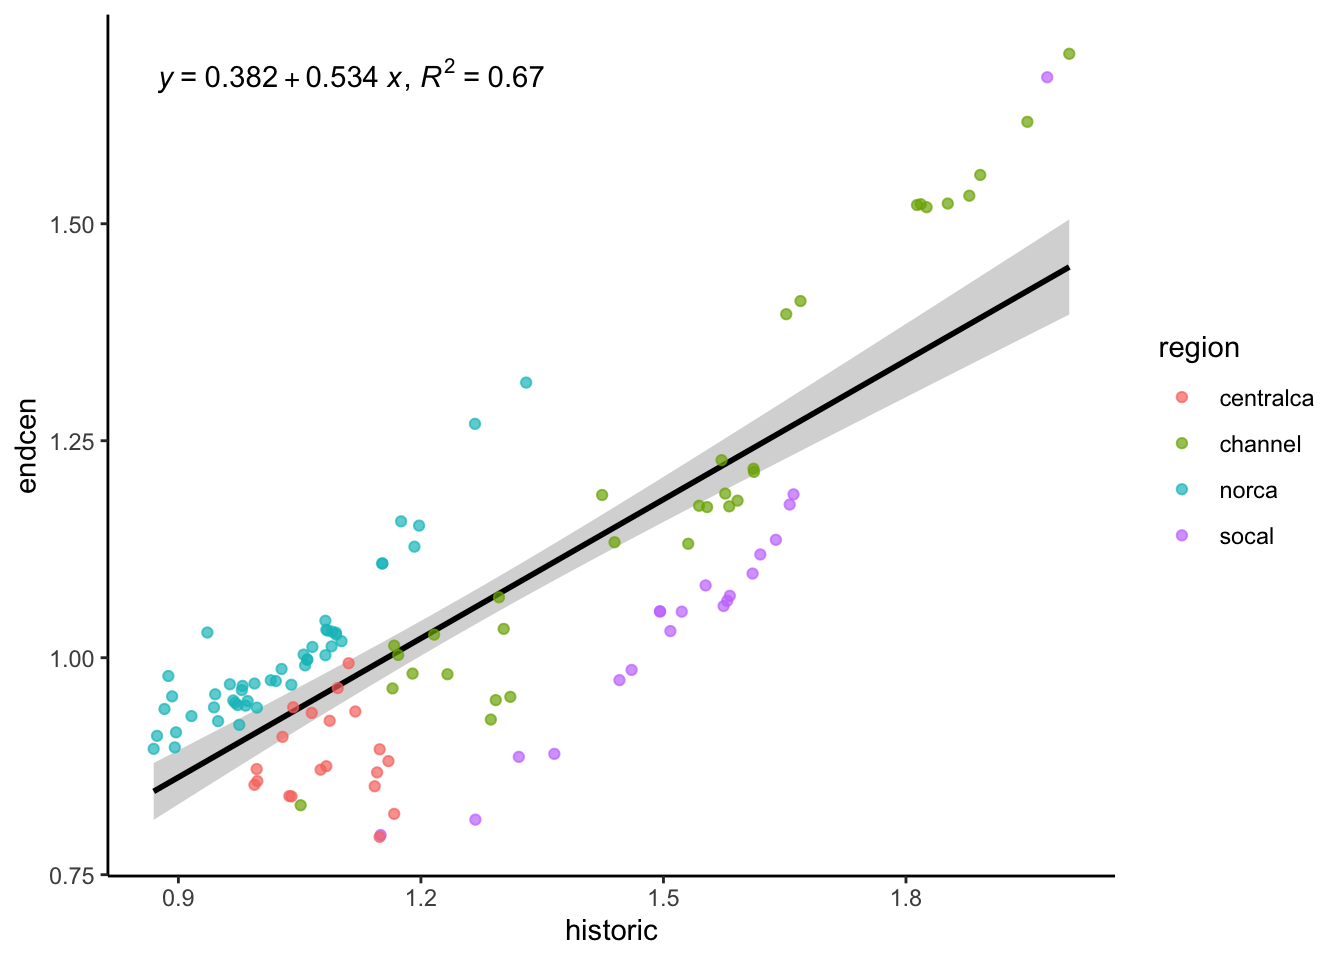 y = 0.382 + 0.534 x, R² = 0.67
1.50
1.25
1.00
0.75
endcen
0.9 1.2 1.5 1.8
historic
region
centralca
channel
norca
socal